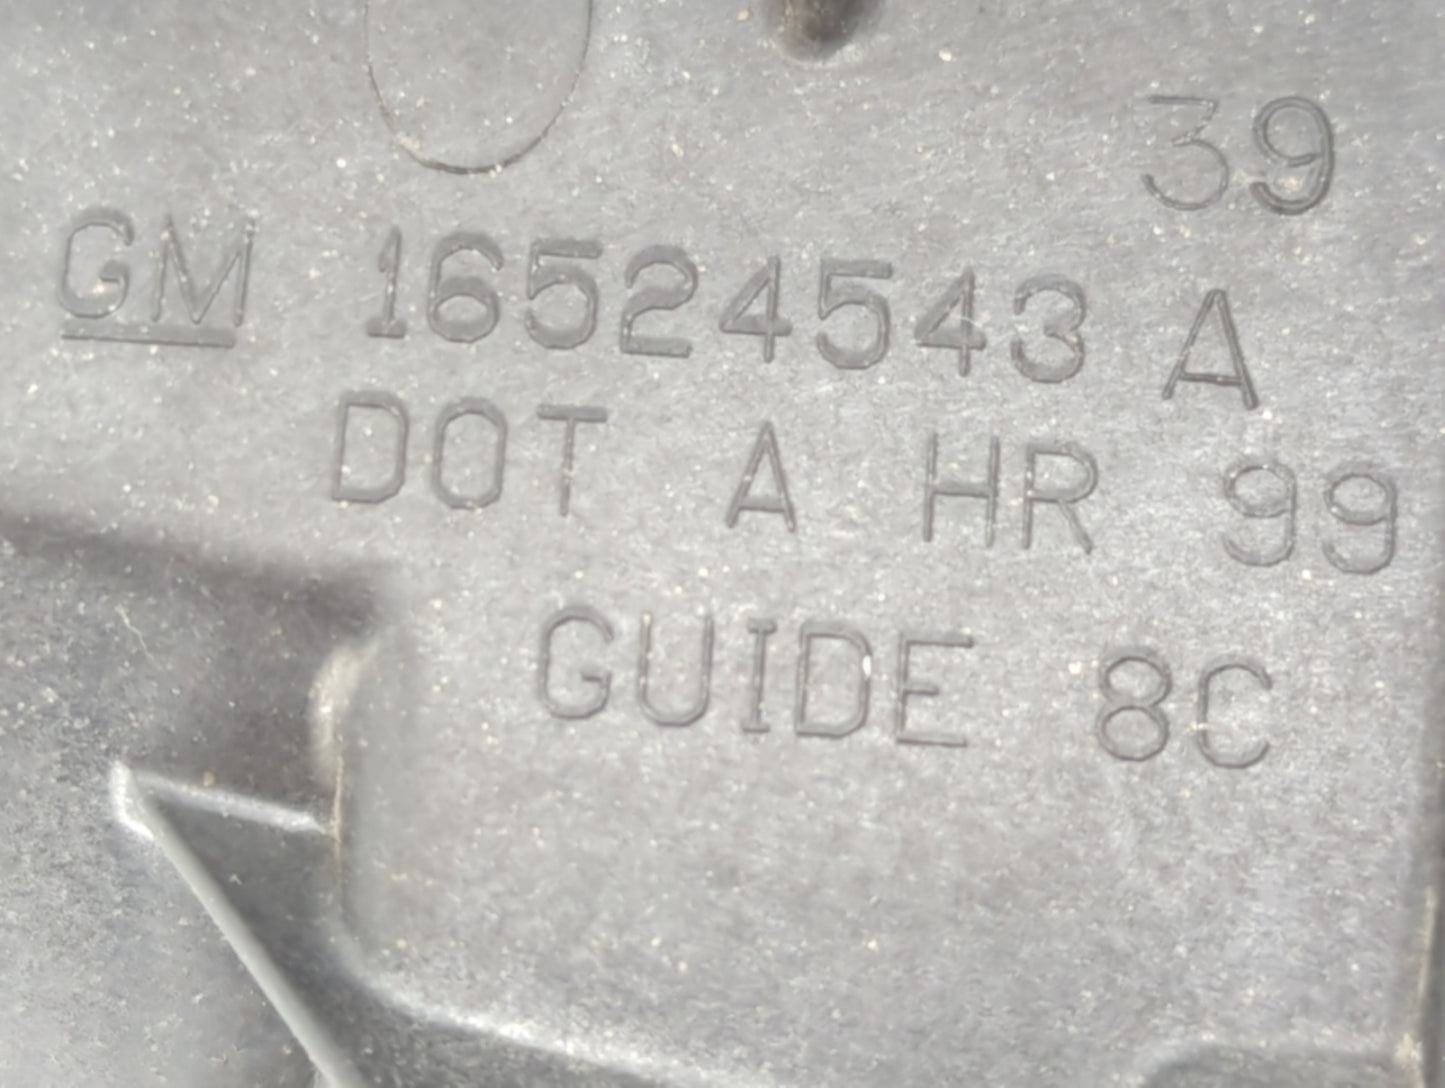 39
GM 16524543 A
DOT A HR 99
GUIDE 8C